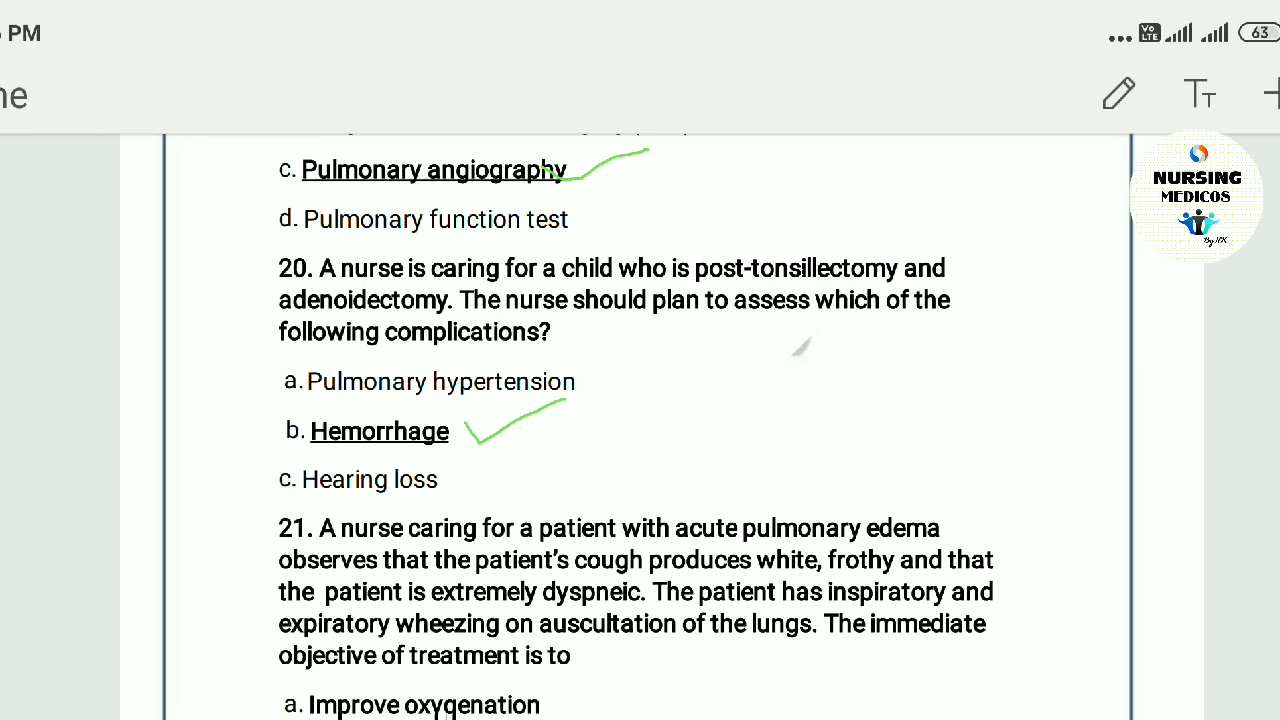 PM
VO LTE
63
ne
NURSING
MEDICOS
By NK
c. Pulmonary angiography
d. Pulmonary function test
20. A nurse is caring for a child who is post-tonsillectomy and
adenoidectomy. The nurse should plan to assess which of the
following complications?
a. Pulmonary hypertension
b. Hemorrhage
c. Hearing loss
21. A nurse caring for a patient with acute pulmonary edema
observes that the patient's cough produces white, frothy and that
the patient is extremely dyspneic. The patient has inspiratory and
expiratory wheezing on auscultation of the lungs. The immediate
objective of treatment is to
a. Improve oxygenation